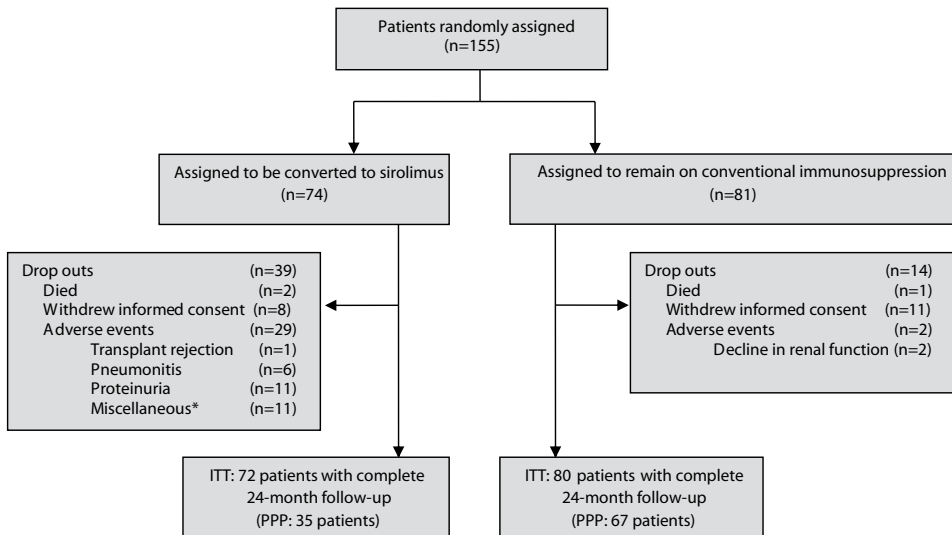 Patients randomly assigned
(n=155)
Assigned to be converted to sirolimus
(n=74)
Assigned to remain on conventional immunosuppression
(n=81)
Drop outs (n=39)
Died (n=2)
Withdrew informed consent (n=8)
Adverse events (n=29)
Transplant rejection (n=1)
Pneumonitis (n=6)
Proteinuria (n=11)
Miscellaneous* (n=11)
Drop outs (n=14)
Died (n=1)
Withdrew informed consent (n=11)
Adverse events (n=2)
Decline in renal function (n=2)
ITT: 72 patients with complete
24-month follow-up
(PPP: 35 patients)
ITT: 80 patients with complete
24-month follow-up
(PPP: 67 patients)